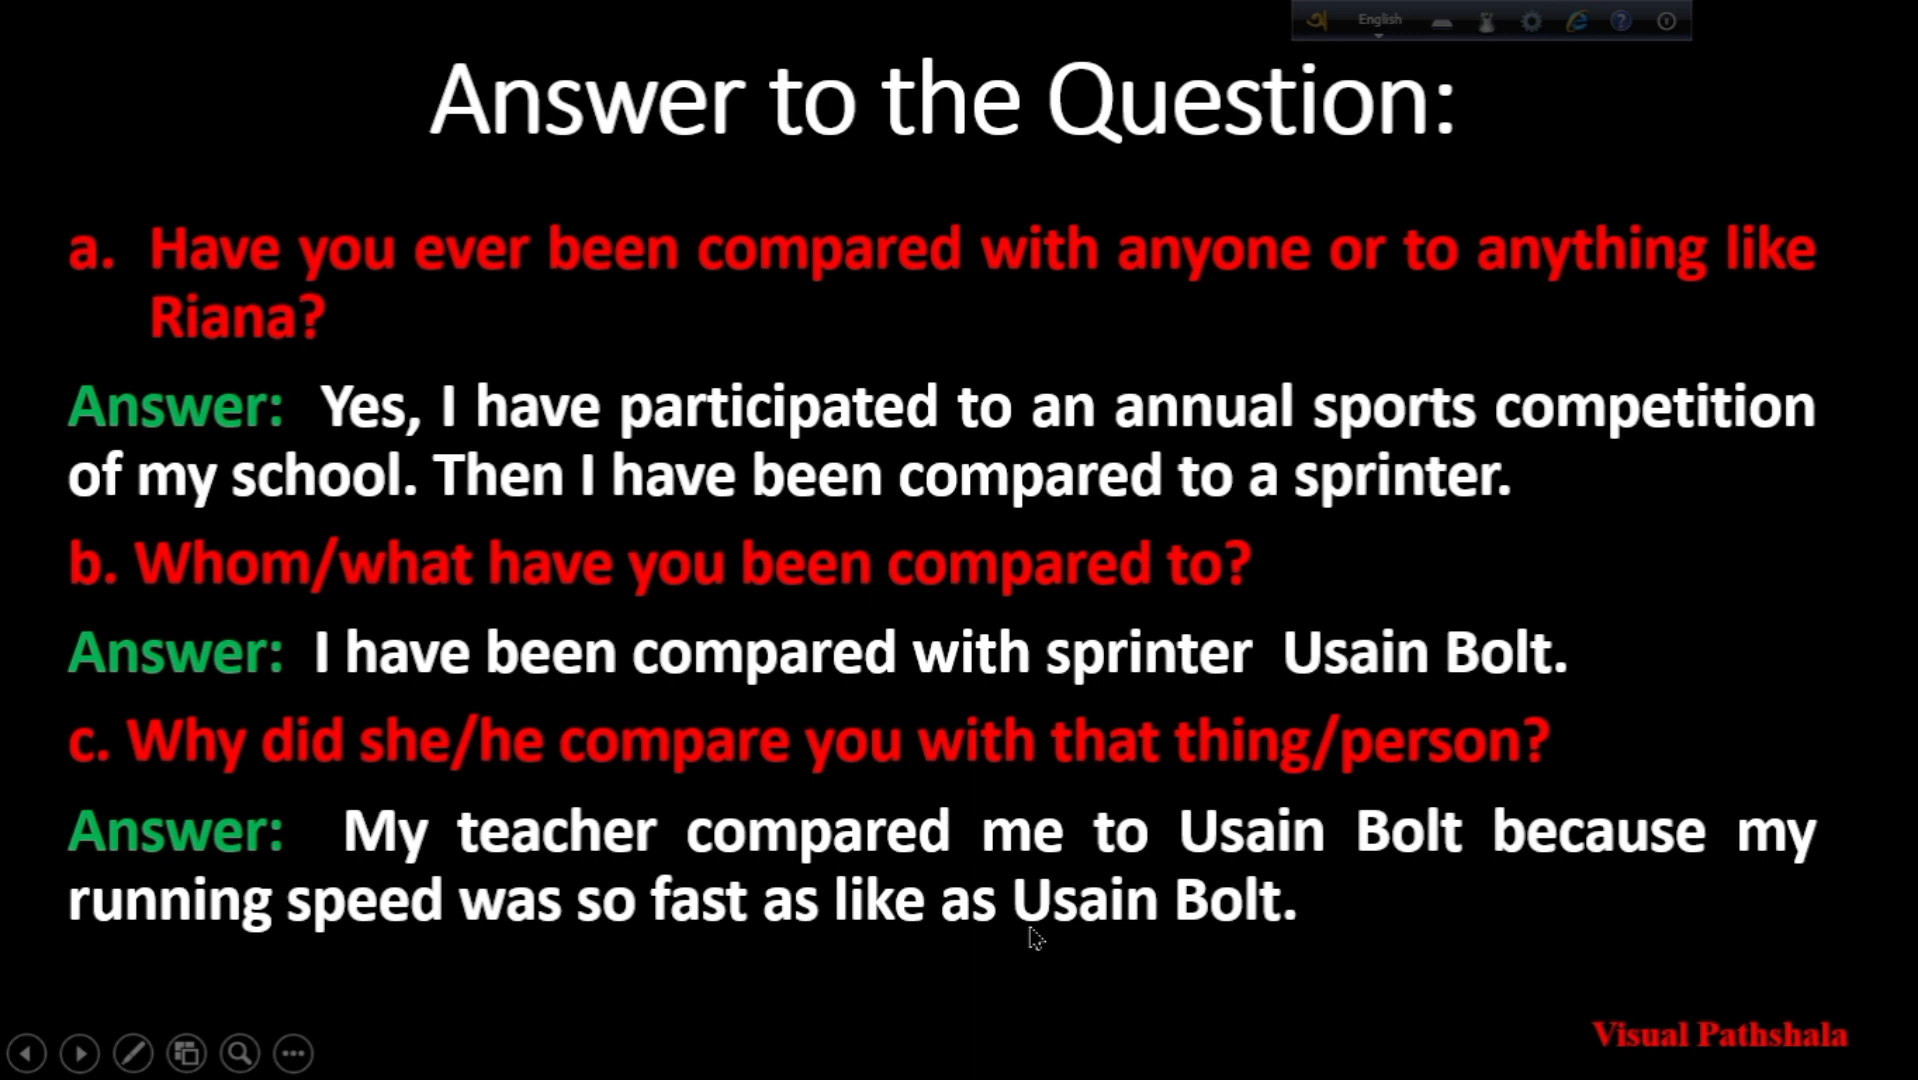 English
Answer to the Question:
a. Have you ever been compared with anyone or to anything like
Riana?
Answer: Yes, I have participated to an annual sports competition
of my school. Then I have been compared to a sprinter.
b. Whom/what have you been compared to?
Answer: I have been compared with sprinter Usain Bolt.
c. Why did she/he compare you with that thing/person?
Answer: My teacher compared me to Usain Bolt because my
running speed was so fast as like as Usain Bolt.
Visual Pathshala